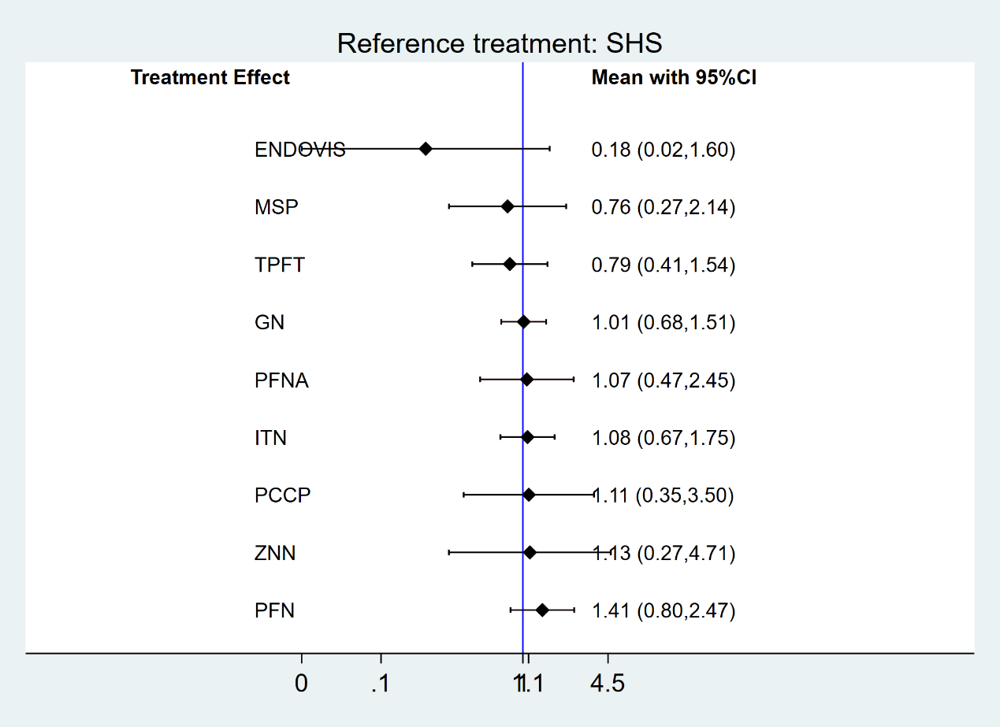 Reference treatment: SHS
Treatment Effect Mean with 95%CI
ENDOVIS 0.18 (0.02,1.60)
MSP 0.76 (0.27,2.14)
TPFT 0.79 (0.41,1.54)
GN 1.01 (0.68,1.51)
PFNA 1.07 (0.47,2.45)
ITN 1.08 (0.67,1.75)
PCCP 1.11 (0.35,3.50)
ZNN 1.13 (0.27,4.71)
PFN 1.41 (0.80,2.47)
0 .1 1 1.1 4.5